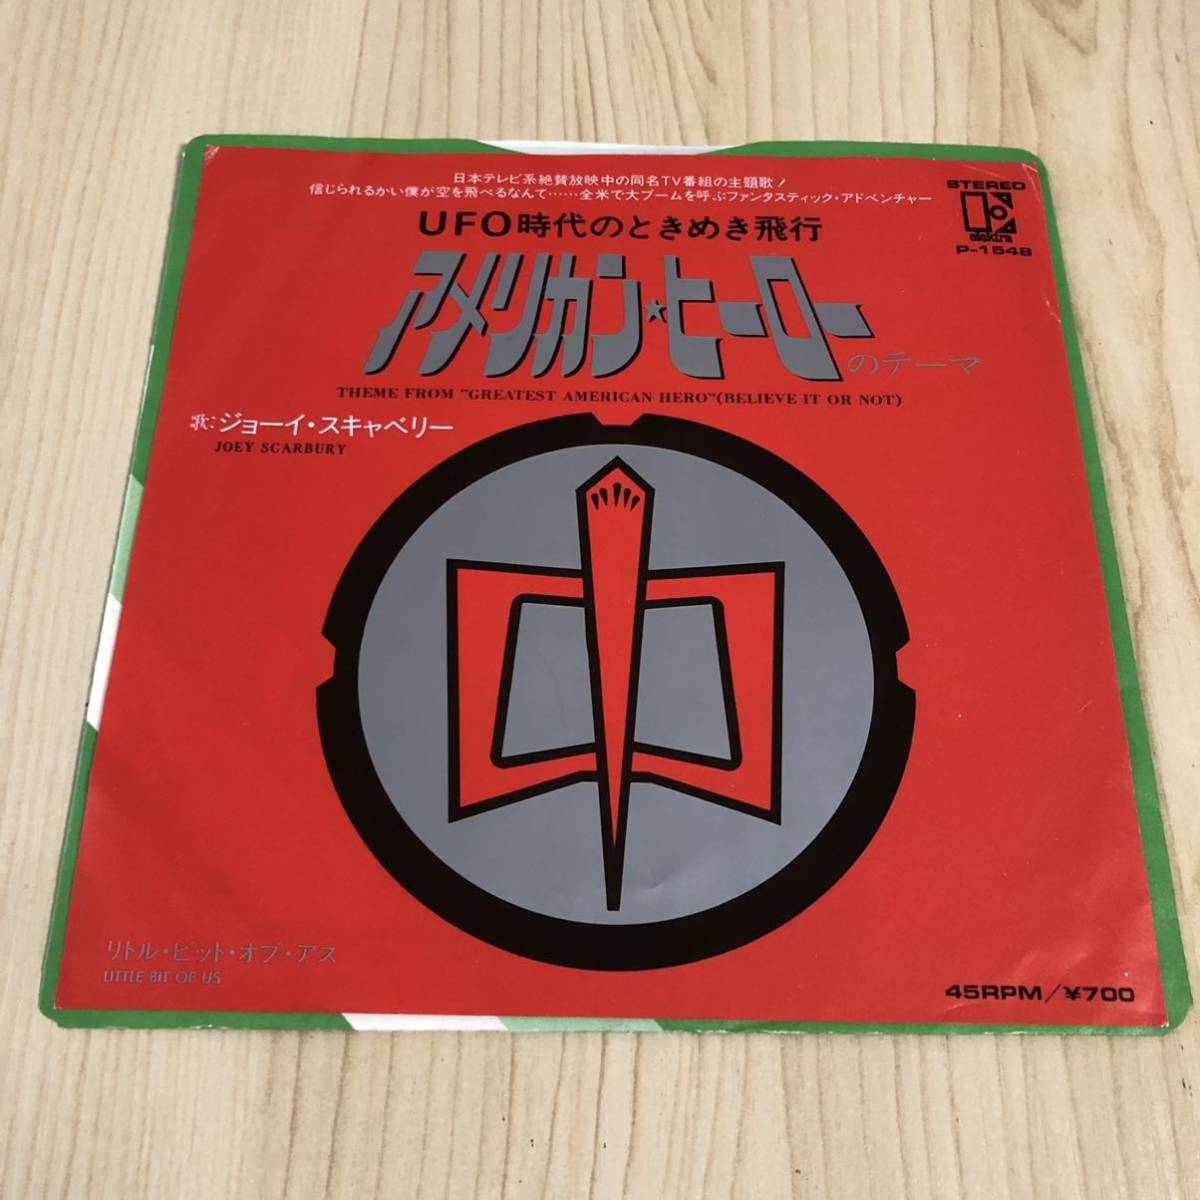 日本テレビ系絶賛放映中の同名TV番組の主題歌!
信じられるかい僕が空を飛べるなんて……全米で大ブームを呼ぶファンタスティック・アドベンチャー
UFO時代のときめき飛行
アメリカン★ヒーローのテーマ
THEME FROM "GREATEST AMERICAN HERO"(BELIEVE IT OR NOT)
歌:ジョーイ・スキャベリー
JOEY SCARBURY
STEREO
elektra
P-1548
リトル・ビット・オブ・アス
LITTLE BIT OF US
45RPM/¥700